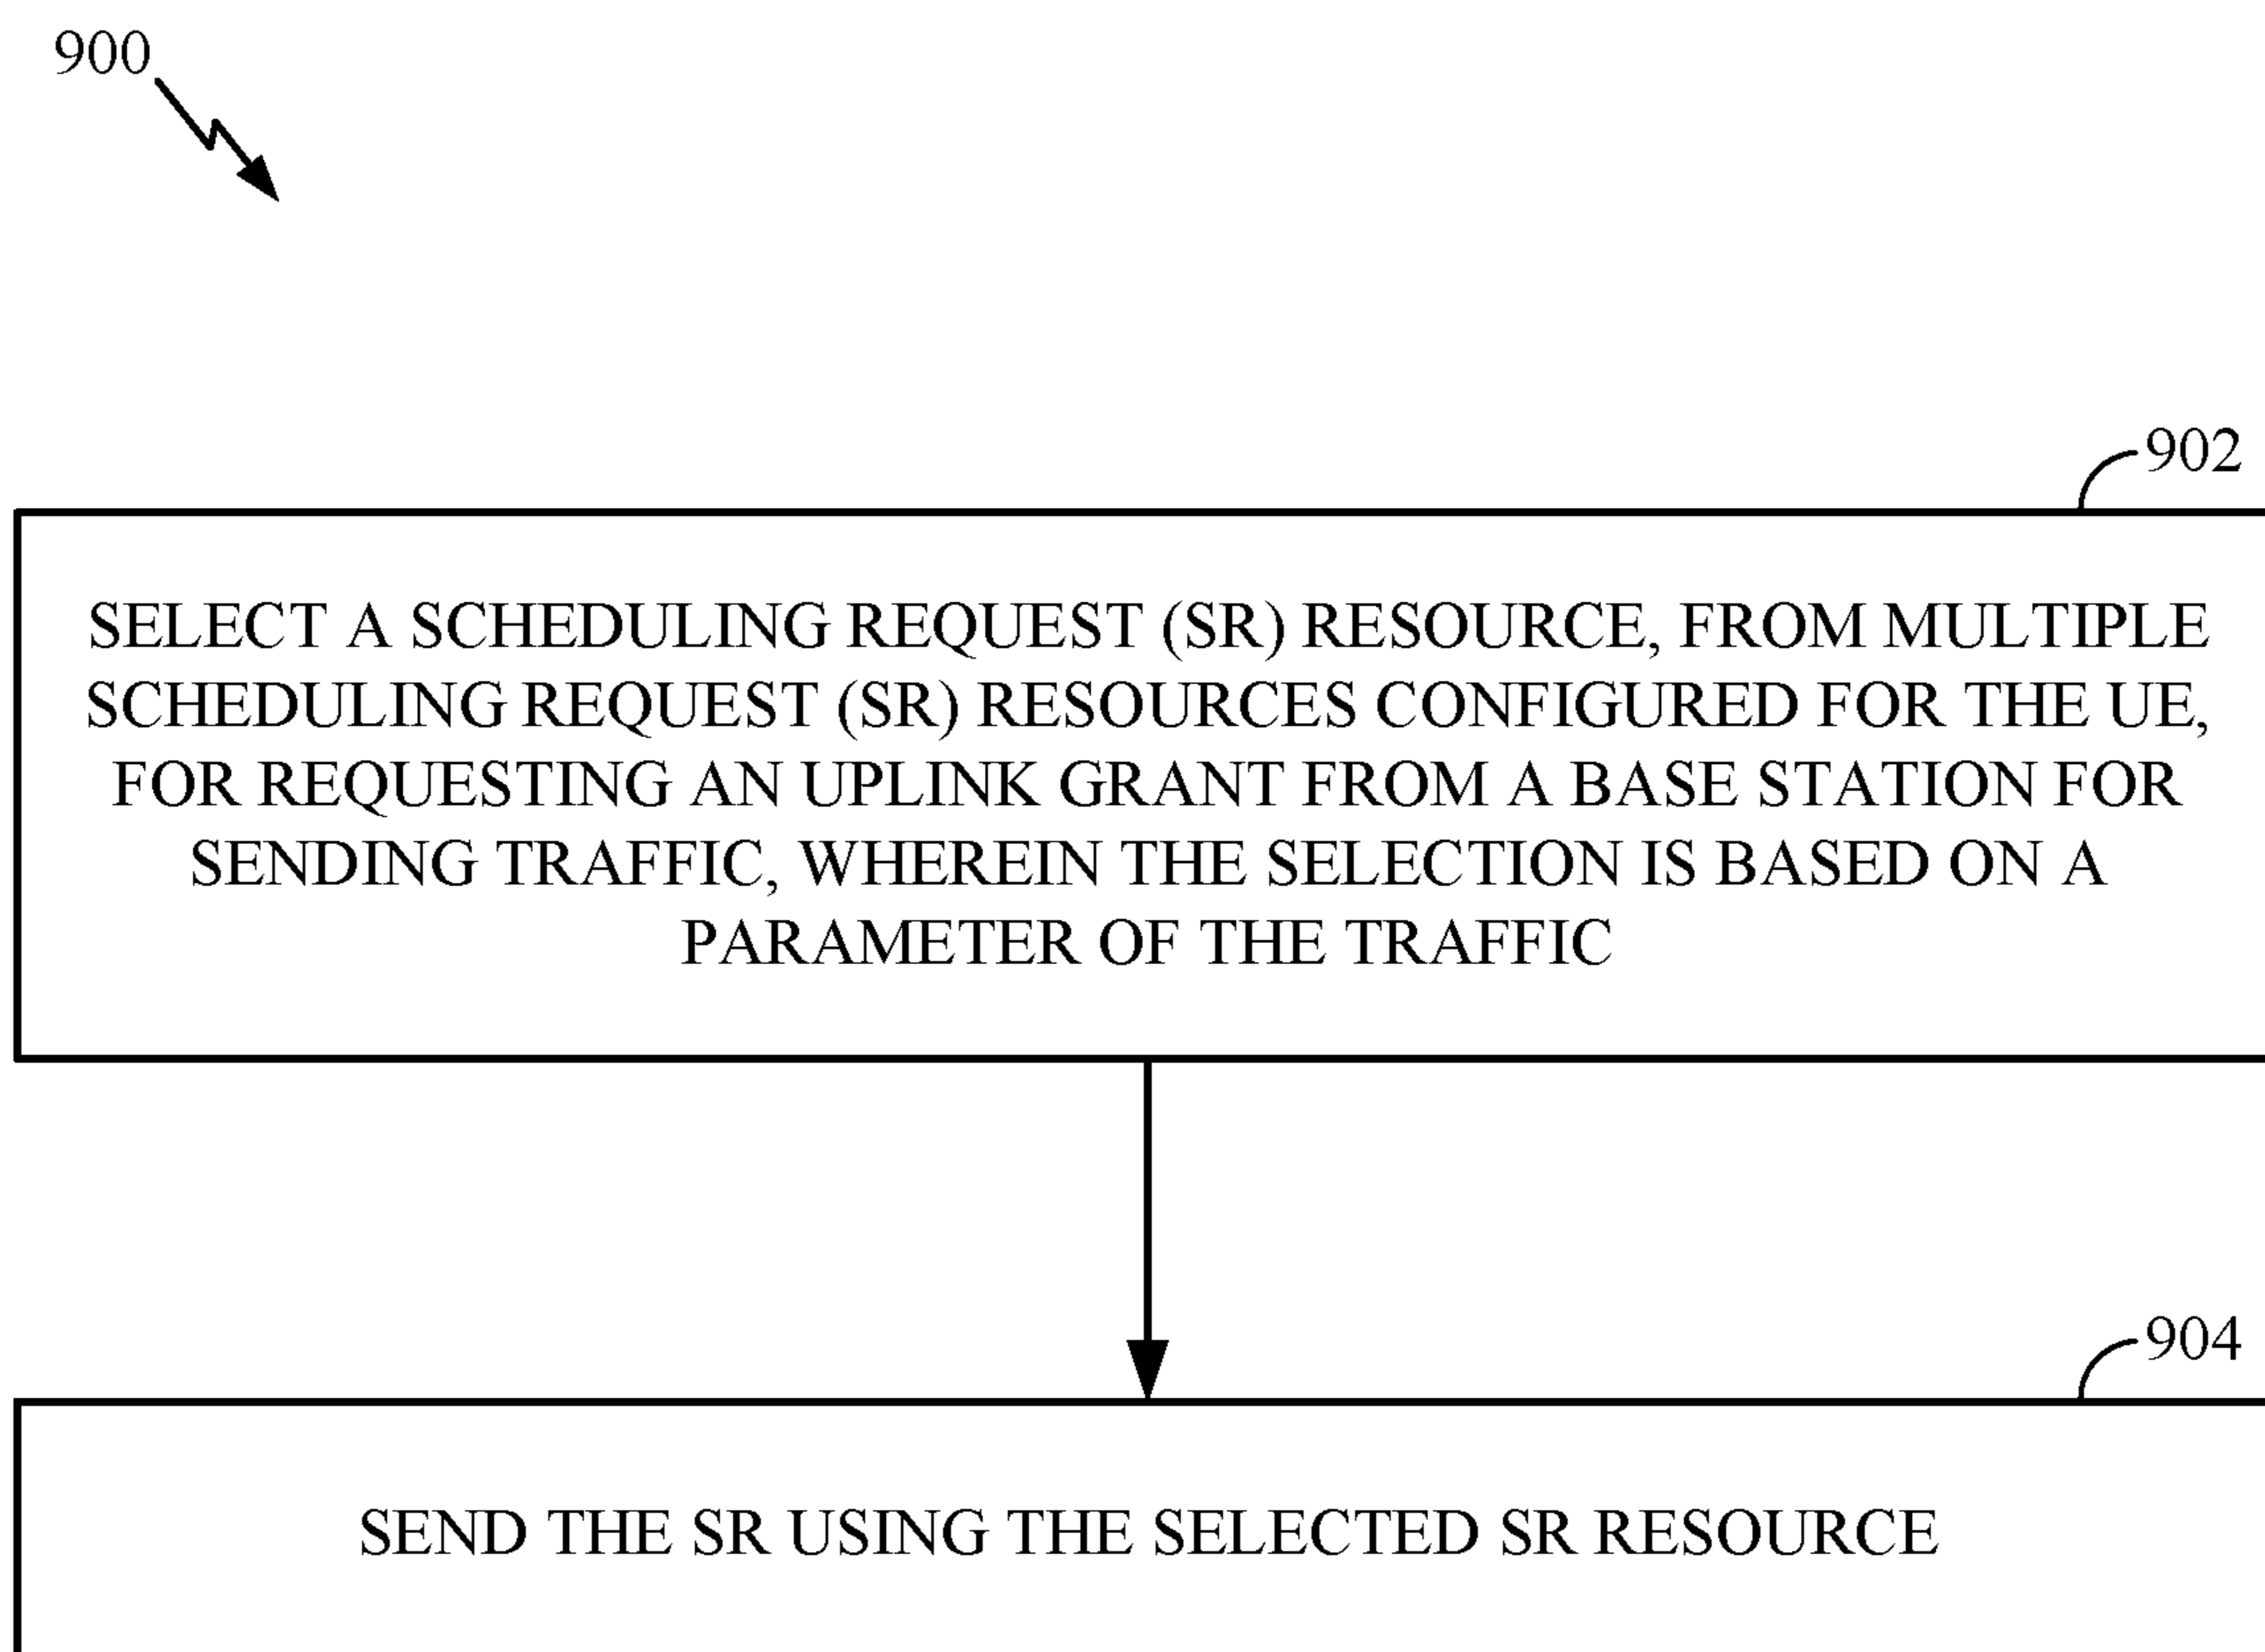 900
902
SELECT A SCHEDULING REQUEST (SR) RESOURCE, FROM MULTIPLE
SCHEDULING REQUEST (SR) RESOURCES CONFIGURED FOR THE UE,
FOR REQUESTING AN UPLINK GRANT FROM A BASE STATION FOR
SENDING TRAFFIC, WHEREIN THE SELECTION IS BASED ON A
PARAMETER OF THE TRAFFIC
904
SEND THE SR USING THE SELECTED SR RESOURCE